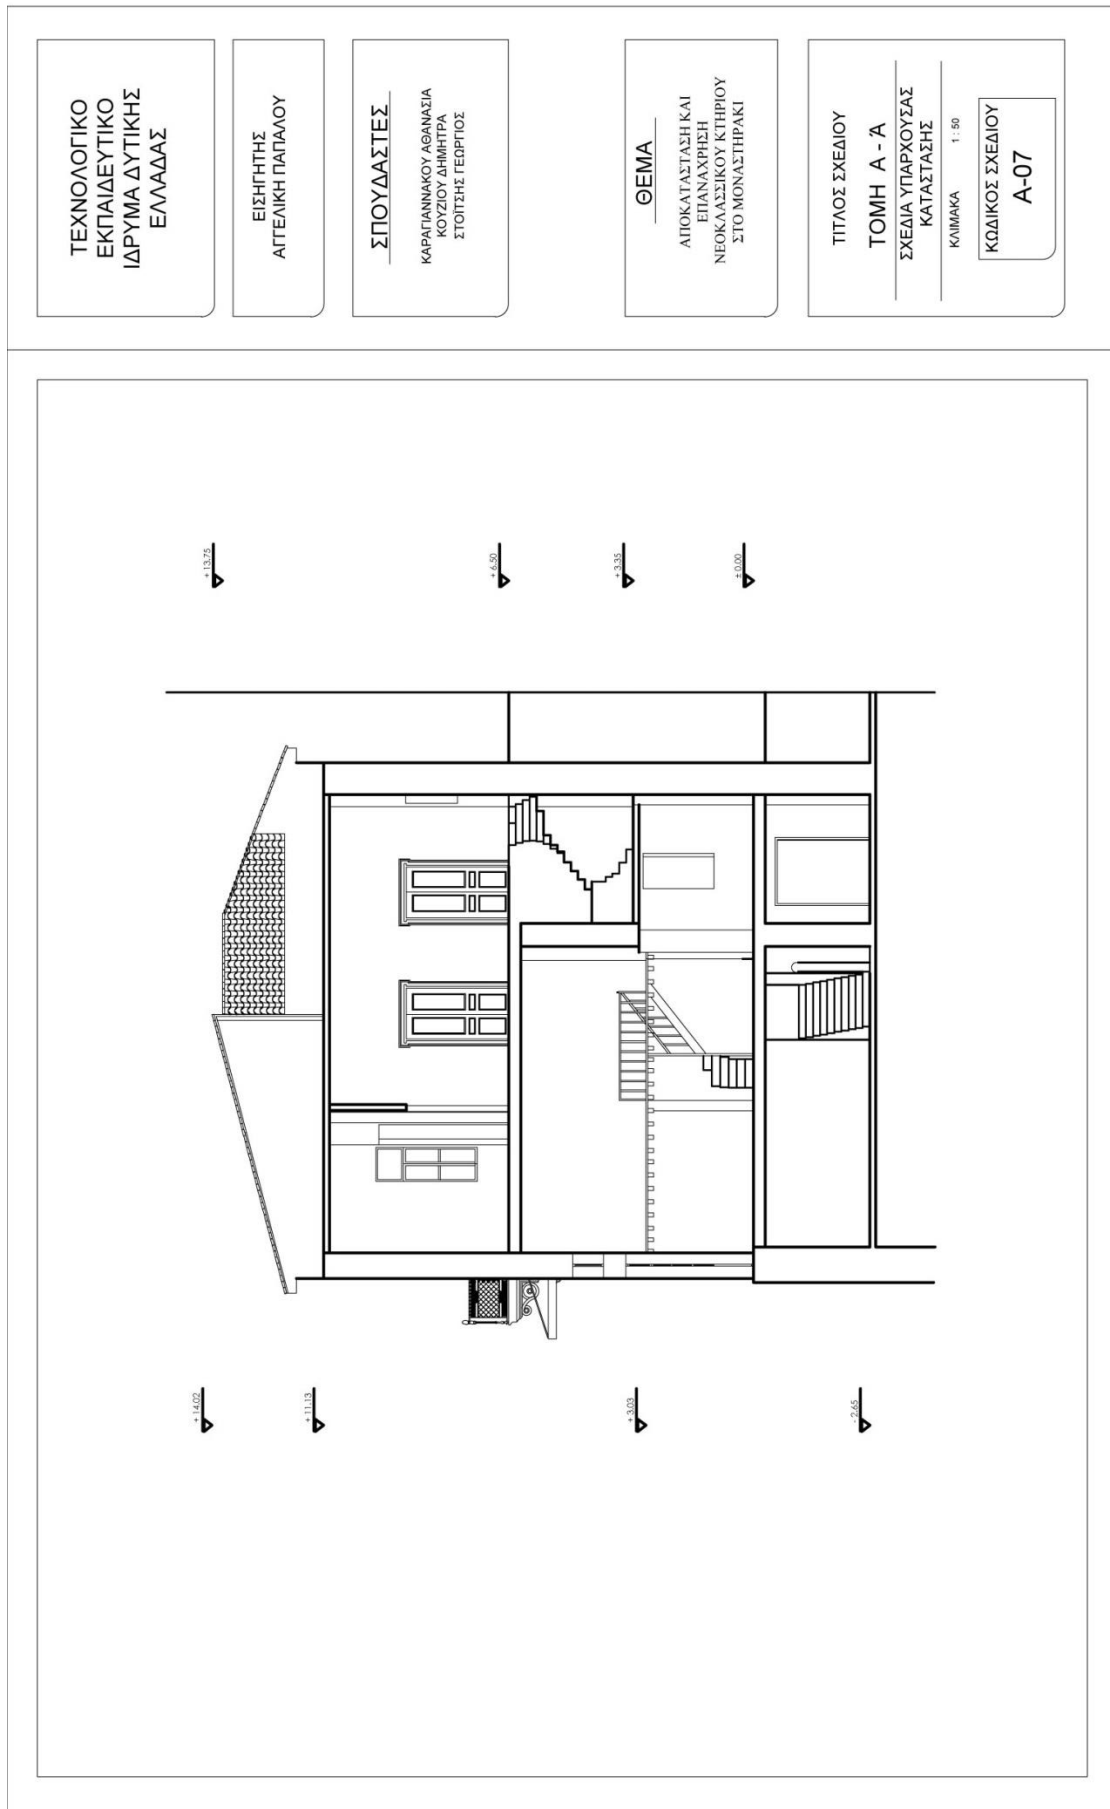 ΤΕΧΝΟΛΟΓΙΚΟ
ΕΚΠΑΙΔΕΥΤΙΚΟ
ΙΔΡΥΜΑ ΔΥΤΙΚΗΣ
ΕΛΛΑΔΑΣ
ΕΙΣΗΓΗΤΗΣ
ΑΓΓΕΛΙΚΗ ΠΑΠΑΛΟΥ
ΣΠΟΥΔΑΣΤΕΣ
ΚΑΡΑΓΙΑΝΝΑΚΟΥ ΑΘΑΝΑΣΙΑ
ΚΟΥΖΙΟΥ ΔΗΜΗΤΡΑ
ΣΤΟΪΤΣΗΣ ΓΕΩΡΓΙΟΣ
ΘΕΜΑ
ΑΠΟΚΑΤΑΣΤΑΣΗ ΚΑΙ
ΕΠΑΝΑΧΡΗΣΗ
ΝΕΟΚΛΑΣΣΙΚΟΥ ΚΤΗΡΙΟΥ
ΣΤΟ ΜΟΝΑΣΤΗΡΑΚΙ
ΤΙΤΛΟΣ ΣΧΕΔΙΟΥ
ΤΟΜΗ Α - Ά
ΣΧΕΔΙΑ ΥΠΑΡΧΟΥΣΑΣ
ΚΑΤΑΣΤΑΣΗΣ
ΚΛΙΜΑΚΑ 1 : 50
ΚΩΔΙΚΟΣ ΣΧΕΔΙΟΥ
Α-07
+ 13,75
+ 6,50
+ 3,35
± 0,00
+ 14,02
+ 11,13
+ 3,03
- 2,65